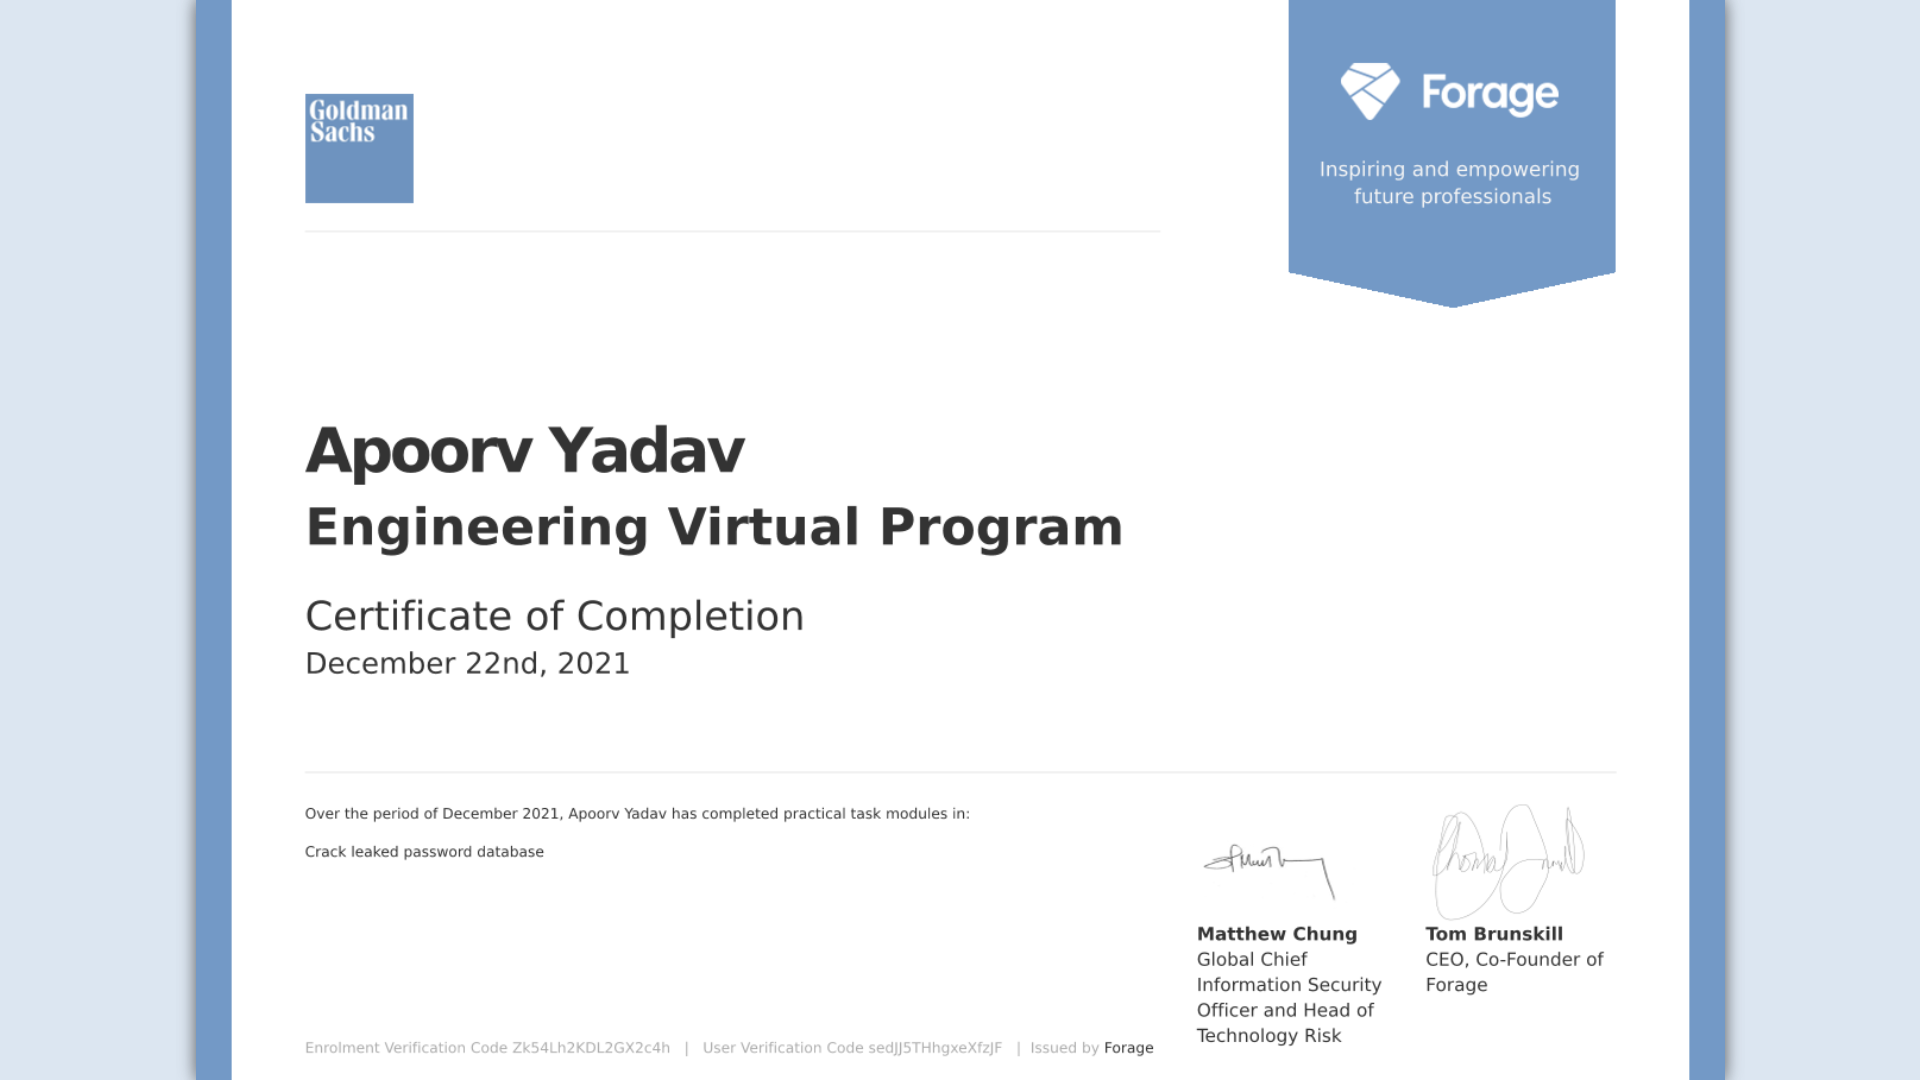 Goldman
Sachs
Forage
Inspiring and empowering
future professionals
Apoorv Yadav
Engineering Virtual Program
Certificate of Completion
December 22nd, 2021
Over the period of December 2021, Apoorv Yadav has completed practical task modules in:
Crack leaked password database
Matthew Chung
Global Chief
Information Security
Officer and Head of
Technology Risk
Tom Brunskill
CEO, Co-Founder of
Forage
Enrolment Verification Code Zk54Lh2KDL2GX2c4h | User Verification Code sedJJ5THhgxeXfzJF | Issued by Forage